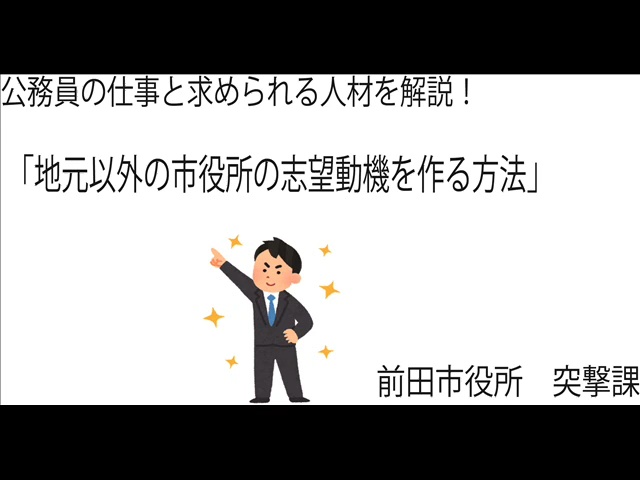 公務員の仕事と求められる人材を解説！
「地元以外の市役所の志望動機を作る方法」
前田市役所　突撃課